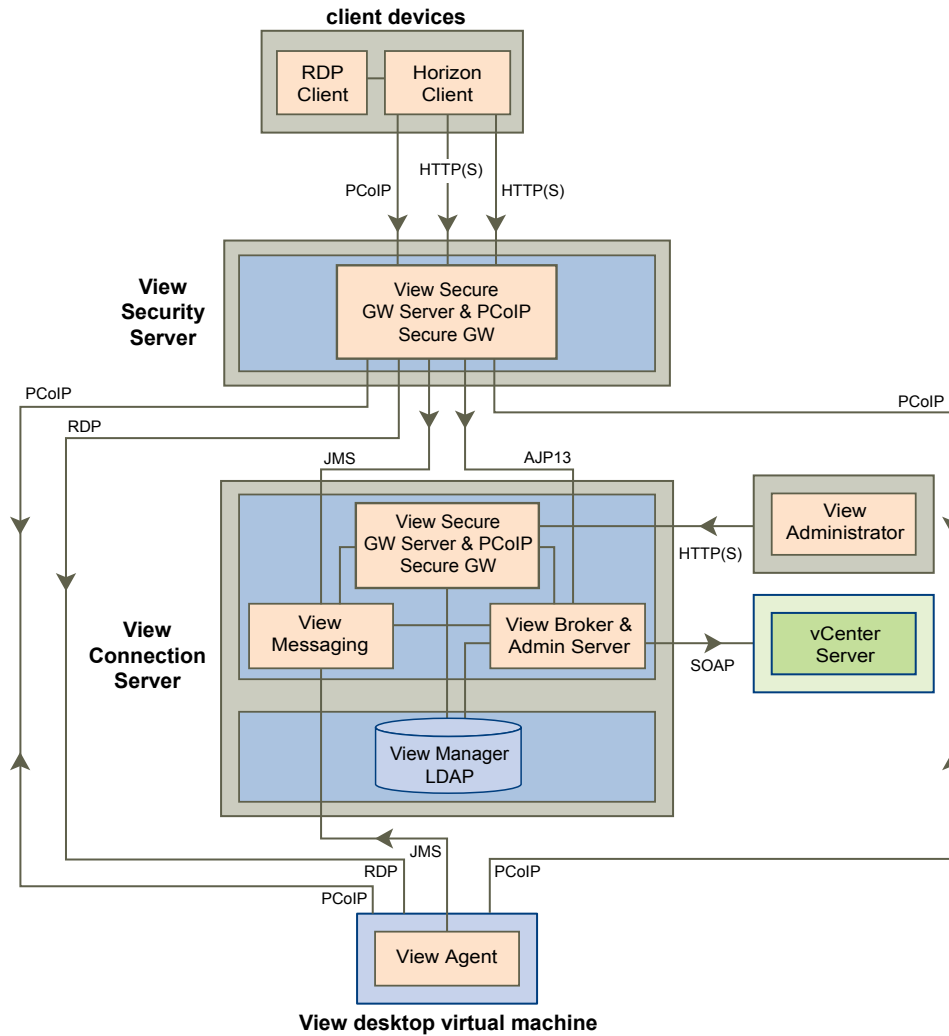 client devices
RDP
Client
Horizon
Client
PCoIP
HTTP(S)
HTTP(S)
View
Security
Server
View Secure
GW Server & PCoIP
Secure GW
PCoIP
RDP
JMS
AJP13
PCoIP
View
Connection
Server
View Secure
GW Server & PCoIP
Secure GW
HTTP(S)
View
Administrator
View
Messaging
View Broker &
Admin Server
SOAP
vCenter
Server
View Manager
LDAP
JMS
RDP
PCoIP
PCoIP
View Agent
View desktop virtual machine